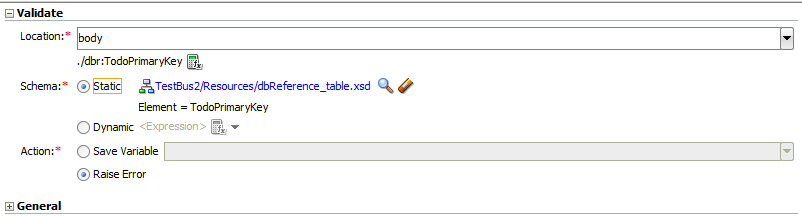 Validate
Location:* body
./dbr:TodoPrimaryKey
Schema:* Static TestBus2/Resources/dbReference_table.xsd
Element = TodoPrimaryKey
Dynamic <Expression>
Action:* Save Variable
Raise Error
General